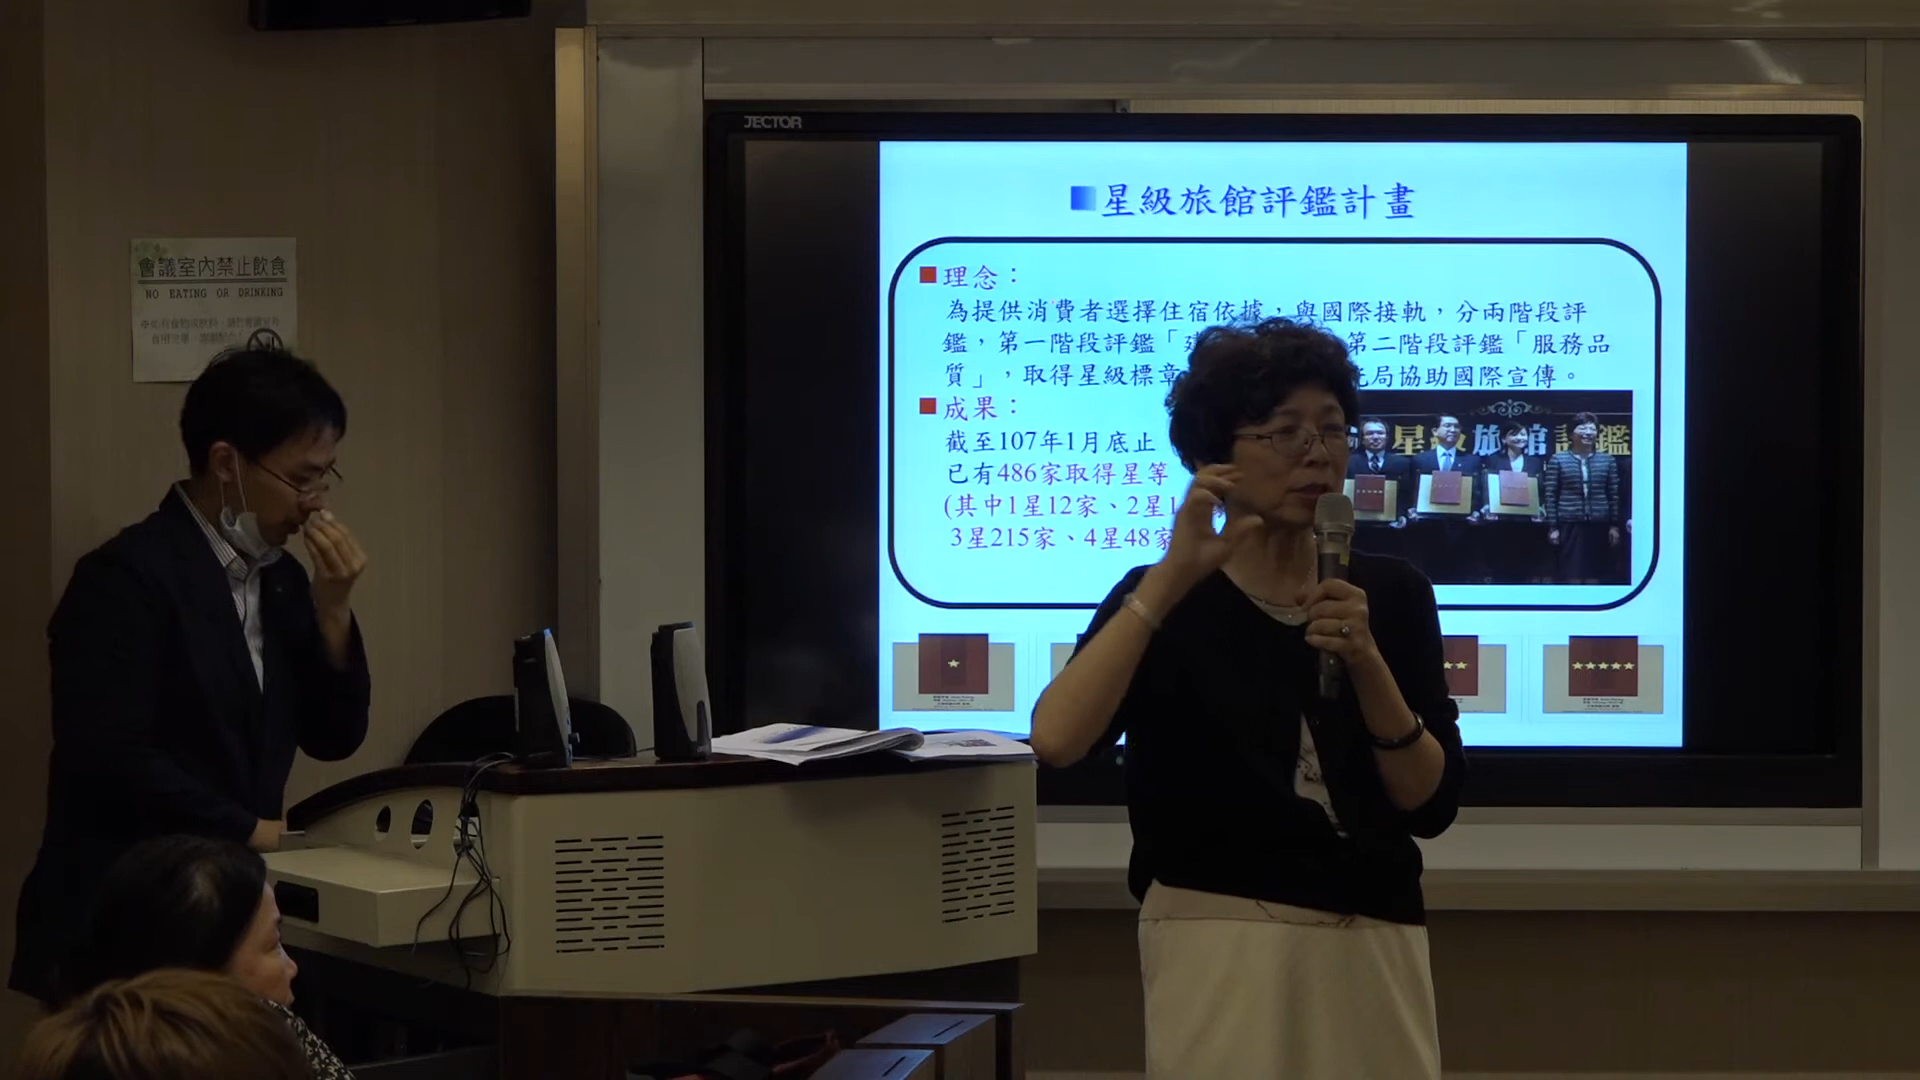 JECTOR
星級旅館評鑑計畫
會議室內禁止飲食
NO EATING OR DRINKING
理念：
為提供消費者選擇住宿依據，與國際接軌，分兩階段評
鑑，第一階段評鑑「建 第二階段評鑑「服務品
質」，取得星級標章 局協助國際宣傳。
成果：
截至107年1月底止
已有486家取得星等
(其中1星12家、2星1
3星215家、4星48家
星級旅館評鑑